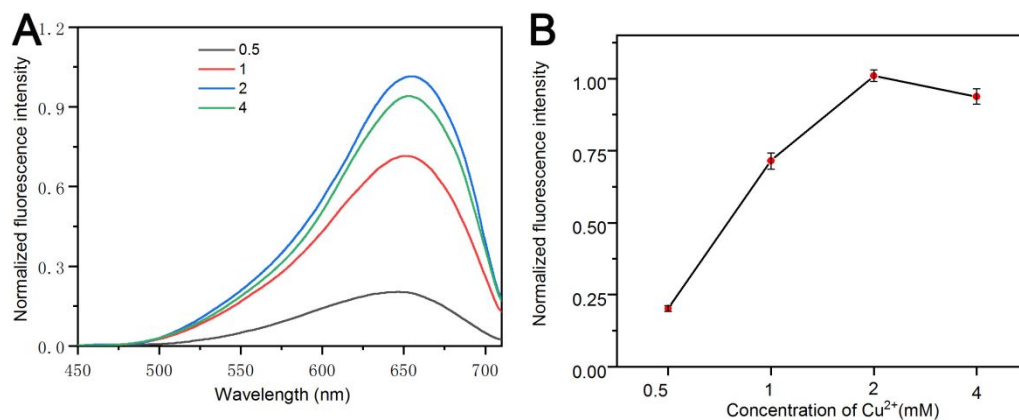 A
Normalized fluorescence intensity
1.2
0.9
0.6
0.3
0.0
0.5
1
2
4
450 500 550 600 650 700
Wavelength (nm)
B
Normalized fluorescence intensity
1.00
0.75
0.50
0.25
0.00
0.5 1 2 4
Concentration of Cu²⁺(mM)